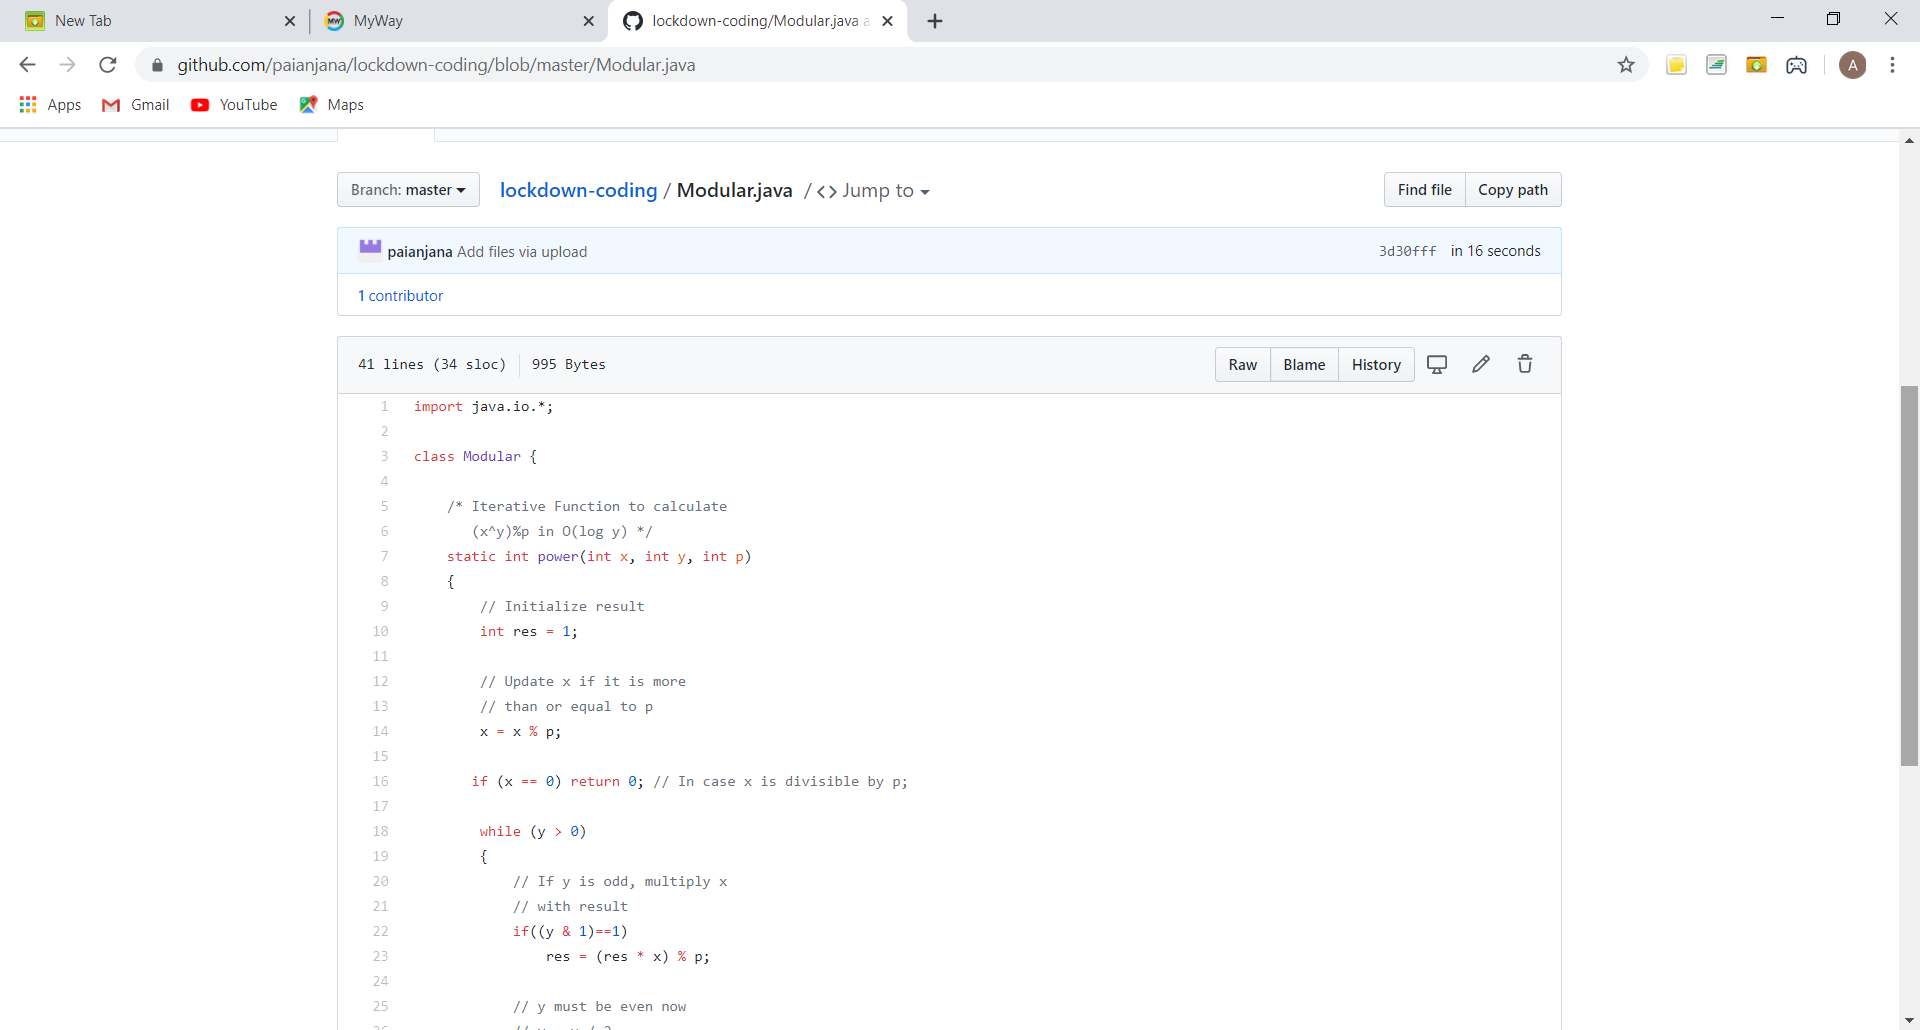 New Tab
MyWay
lockdown-coding/Modular.java a
github.com/paianjana/lockdown-coding/blob/master/Modular.java
A
Apps
Gmail
YouTube
Maps
Branch: master
lockdown-coding / Modular.java / <> Jump to
Find file
Copy path
paianjana Add files via upload
3d30fff in 16 seconds
1 contributor
41 lines (34 sloc) 995 Bytes
Raw
Blame
History
1 import java.io.*;
2
3 class Modular {
4
5 /* Iterative Function to calculate
6 (x^y)%p in O(log y) */
7 static int power(int x, int y, int p)
8 {
9 // Initialize result
10 int res = 1;
11
12 // Update x if it is more
13 // than or equal to p
14 x = x % p;
15
16 if (x == 0) return 0; // In case x is divisible by p;
17
18 while (y > 0)
19 {
20 // If y is odd, multiply x
21 // with result
22 if((y & 1)==1)
23 res = (res * x) % p;
24
25 // y must be even now